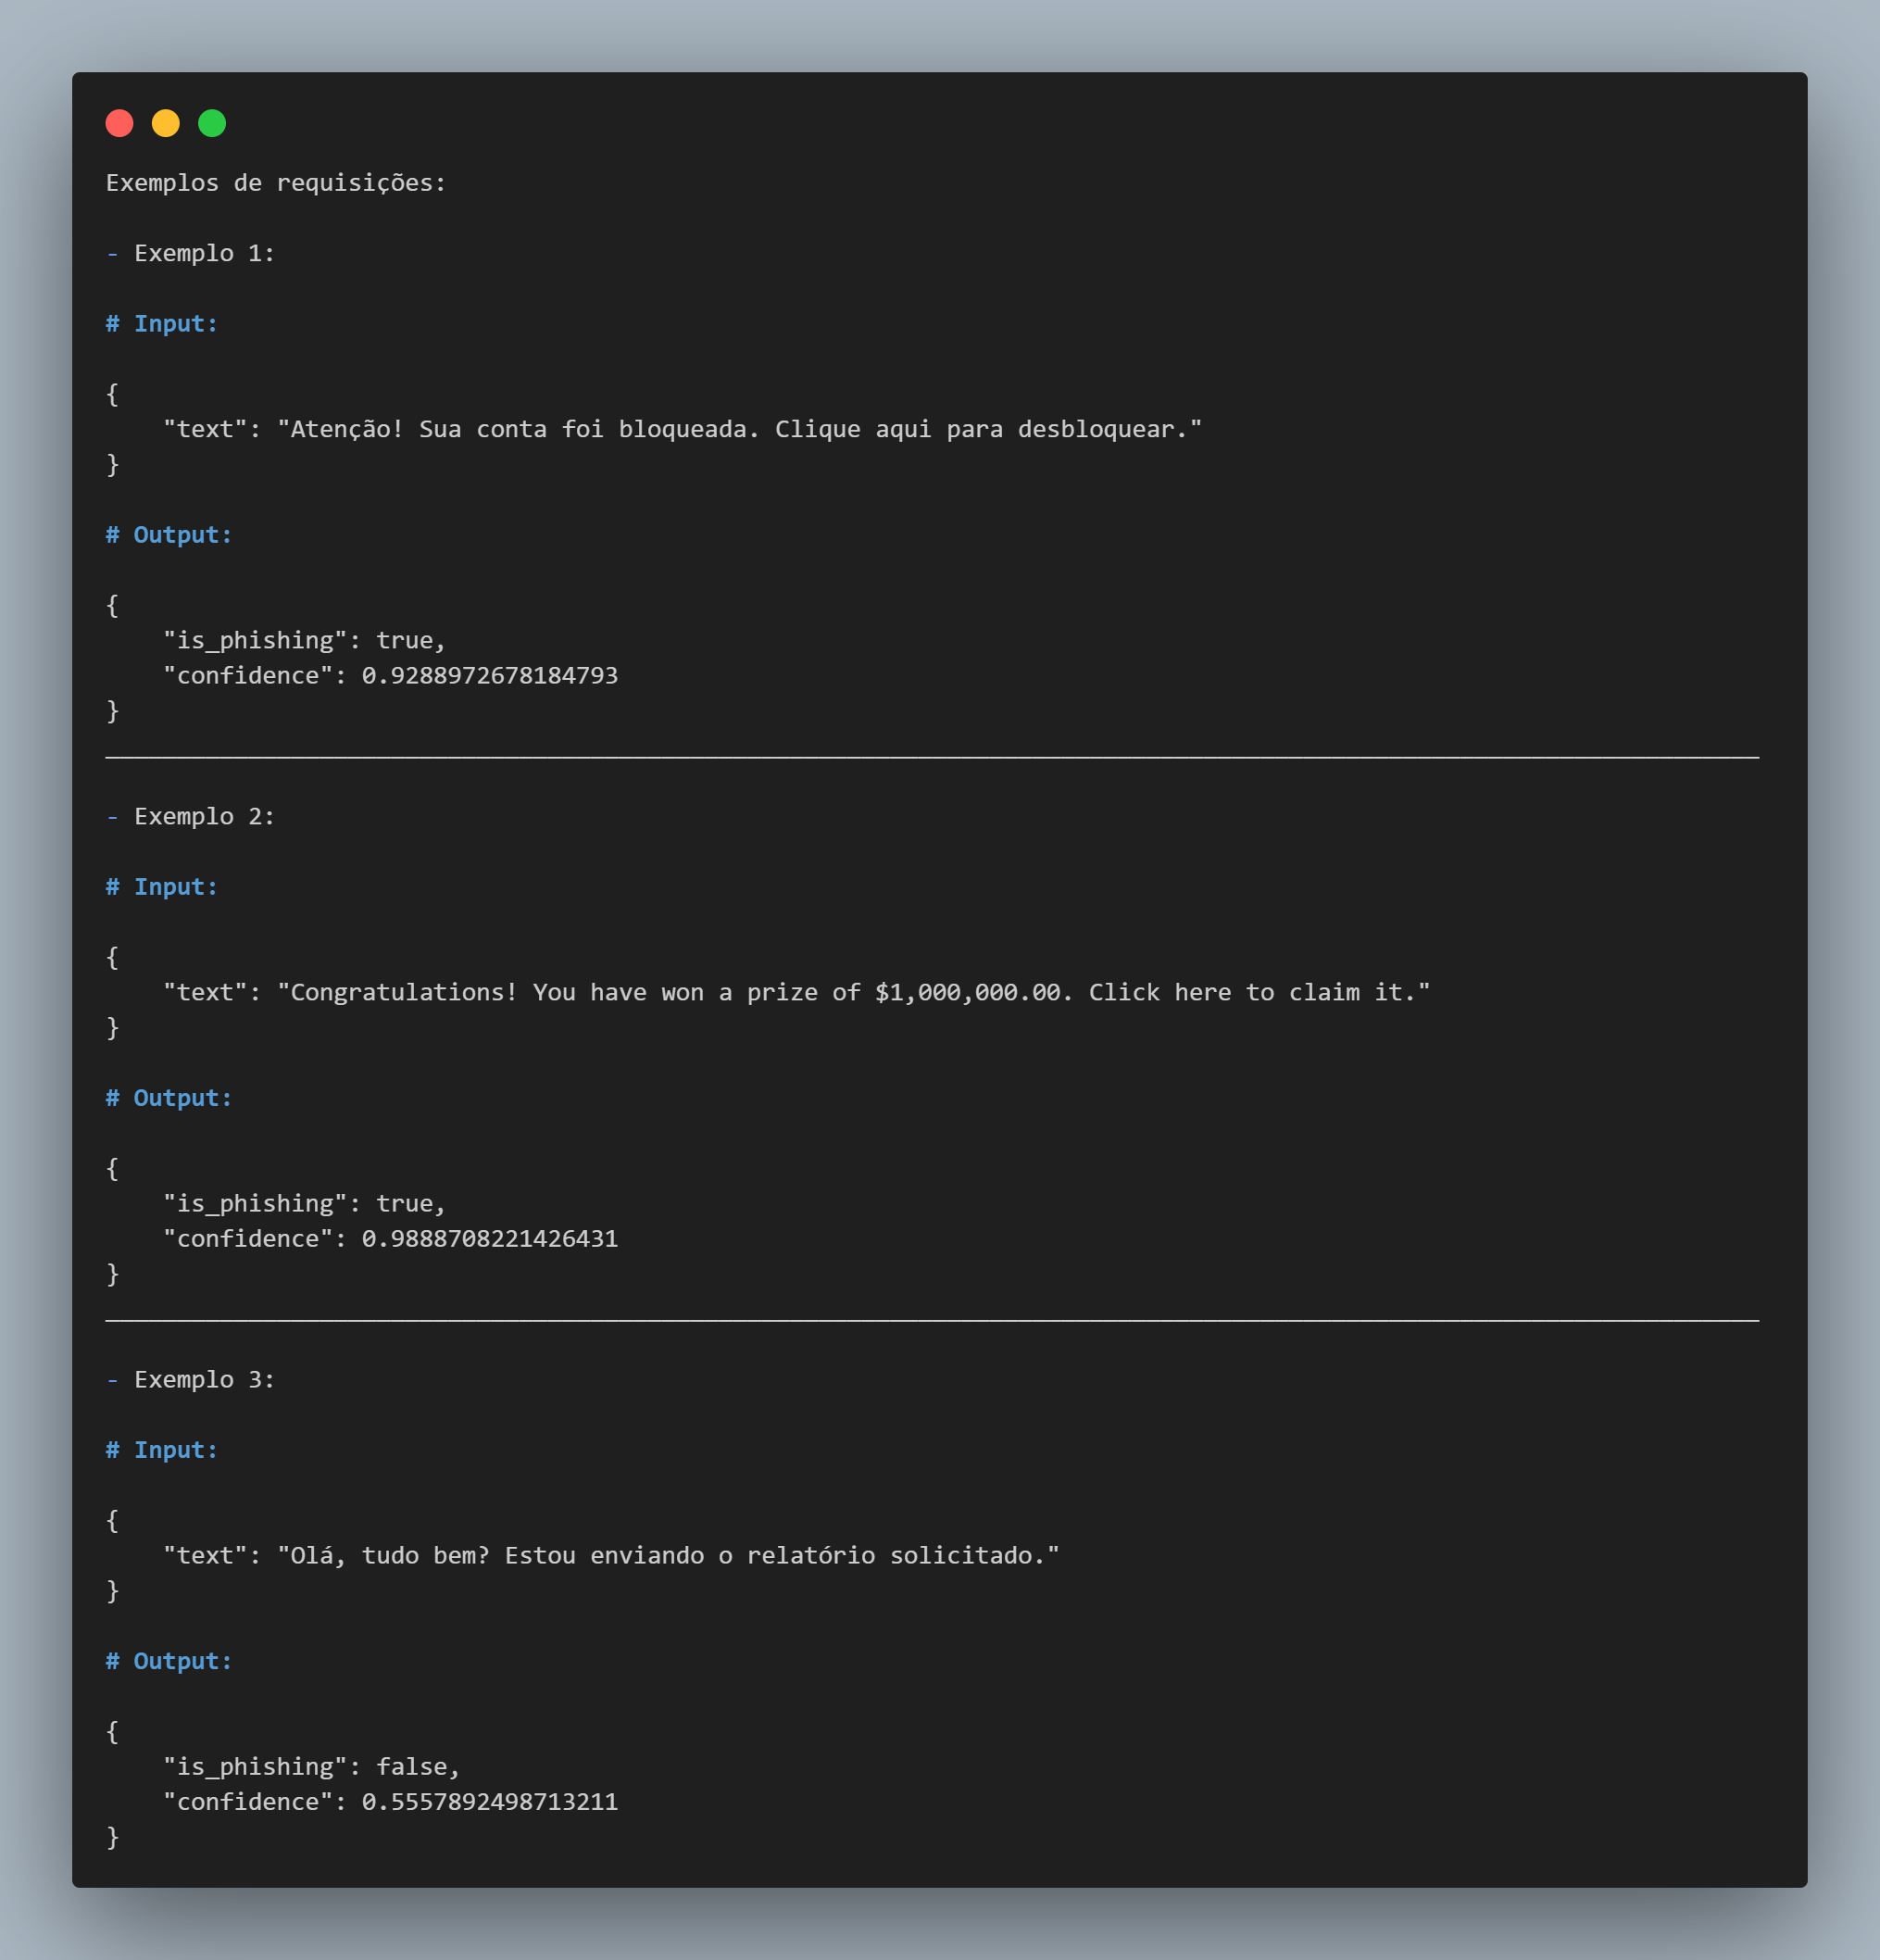 Exemplos de requisições:
- Exemplo 1:
# Input:
{
    "text": "Atenção! Sua conta foi bloqueada. Clique aqui para desbloquear."
}
# Output:
{
    "is_phishing": true,
    "confidence": 0.9288972678184793
}
- Exemplo 2:
# Input:
{
    "text": "Congratulations! You have won a prize of $1,000,000.00. Click here to claim it."
}
# Output:
{
    "is_phishing": true,
    "confidence": 0.9888708221426431
}
- Exemplo 3:
# Input:
{
    "text": "Olá, tudo bem? Estou enviando o relatório solicitado."
}
# Output:
{
    "is_phishing": false,
    "confidence": 0.5557892498713211
}